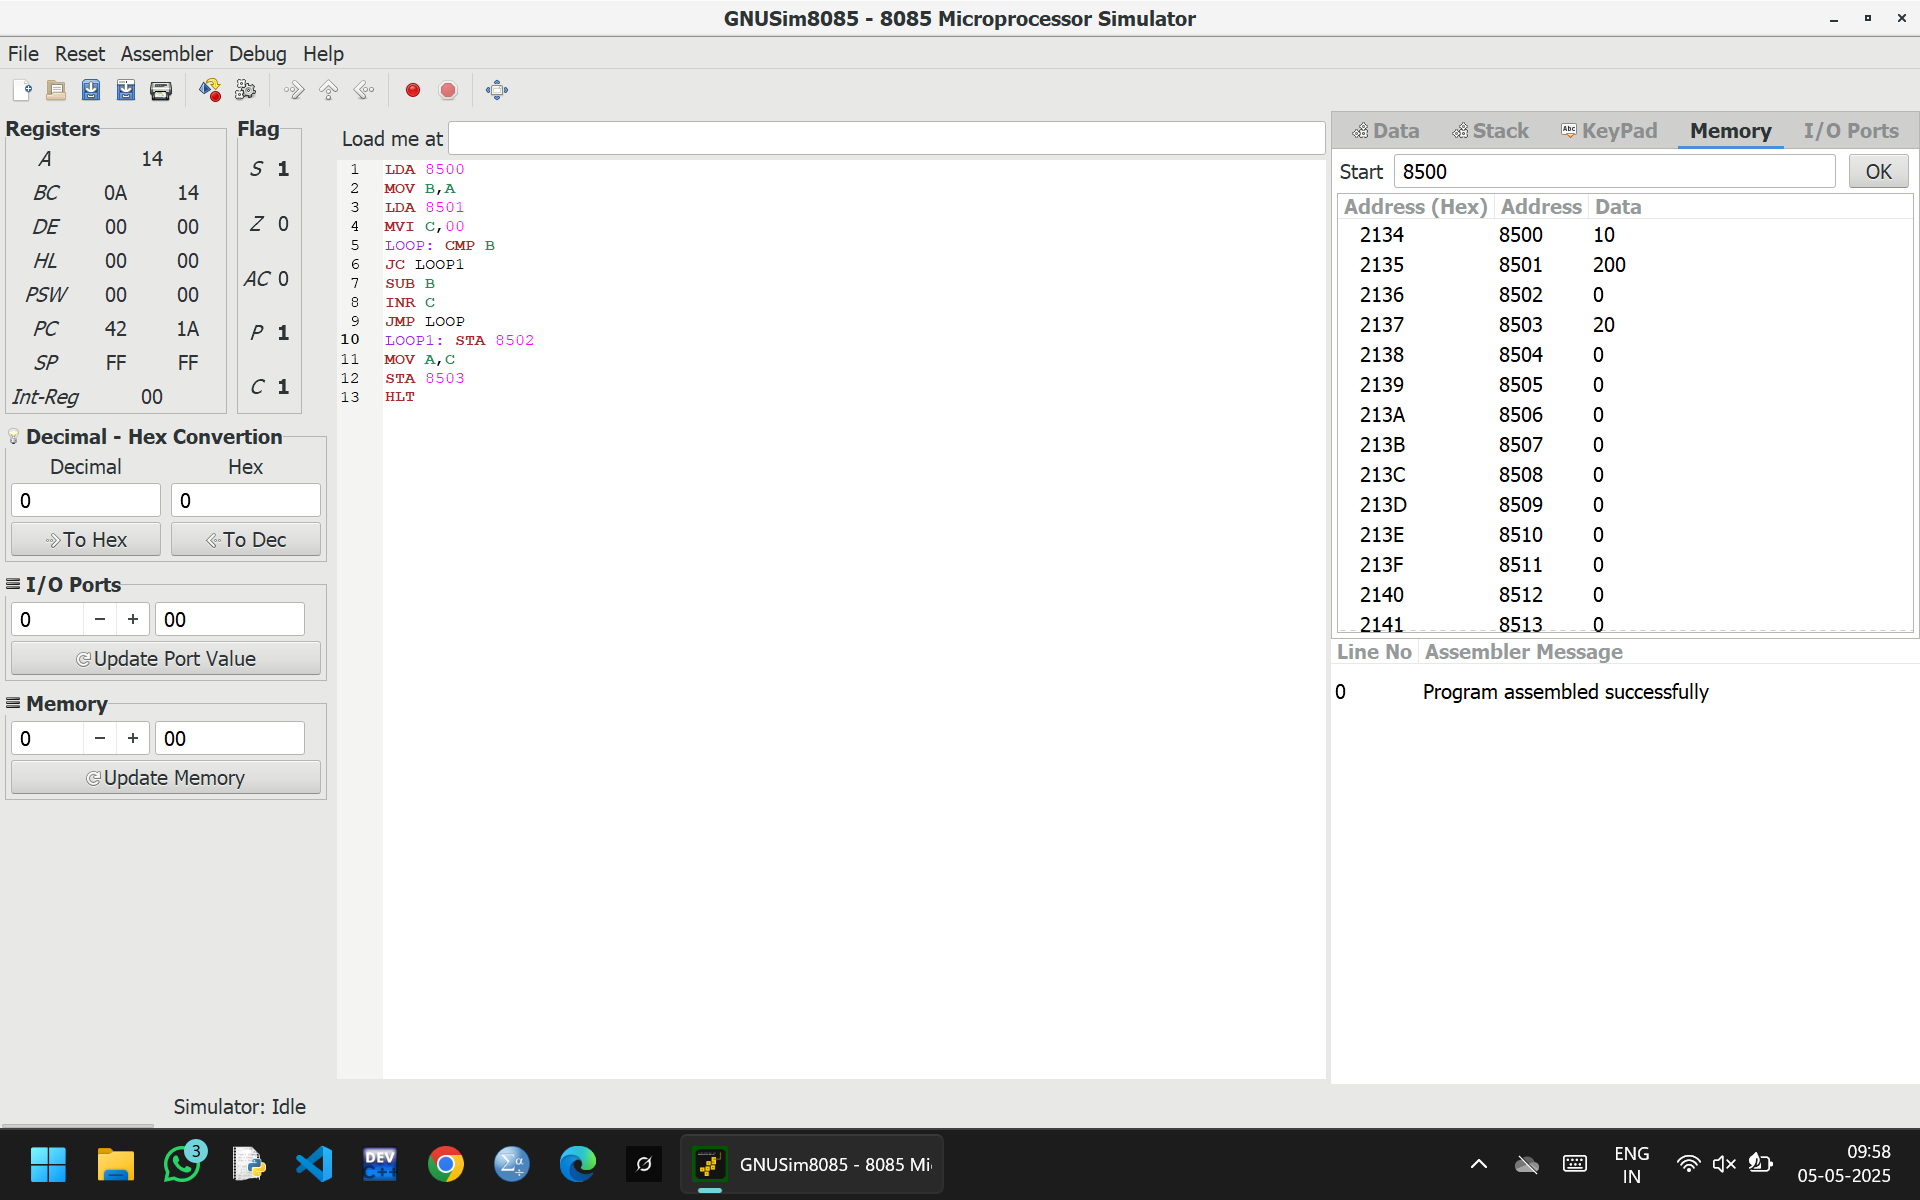 GNUSim8085 - 8085 Microprocessor Simulator
File Reset Assembler Debug Help
Registers
A 14
BC 0A 14
DE 00 00
HL 00 00
PSW 00 00
PC 42 1A
SP FF FF
Int-Reg 00
Flag
S 1
Z 0
AC 0
P 1
C 1
Decimal - Hex Convertion
Decimal Hex
0 0
To Hex To Dec
I/O Ports
0 − + 00
Update Port Value
Memory
0 − + 00
Update Memory
Load me at
1 LDA 8500
2 MOV B,A
3 LDA 8501
4 MVI C,00
5 LOOP: CMP B
6 JC LOOP1
7 SUB B
8 INR C
9 JMP LOOP
10 LOOP1: STA 8502
11 MOV A,C
12 STA 8503
13 HLT
Data Stack Abc KeyPad Memory I/O Ports
Start 8500 OK
Address (Hex) Address Data
2134 8500 10
2135 8501 200
2136 8502 0
2137 8503 20
2138 8504 0
2139 8505 0
213A 8506 0
213B 8507 0
213C 8508 0
213D 8509 0
213E 8510 0
213F 8511 0
2140 8512 0
2141 8513 0
Line No Assembler Message
0 Program assembled successfully
Simulator: Idle
3
DEV
C++
GNUSim8085 - 8085 Mi
ENG
IN
09:58
05-05-2025